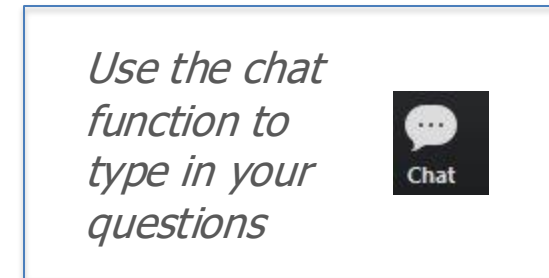 Use the chat
function to
type in your
questions
Chat